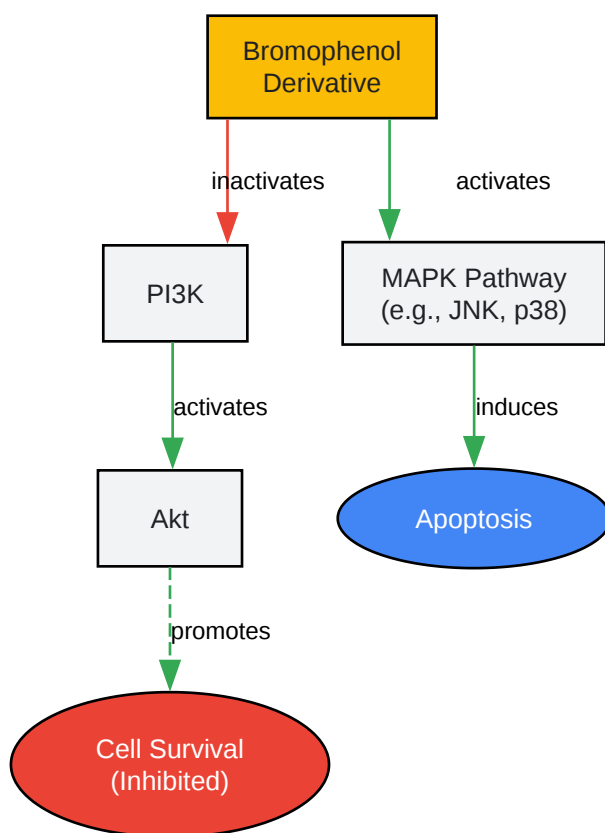 Bromophenol
Derivative
inactivates
activates
PI3K
MAPK Pathway
(e.g., JNK, p38)
activates
induces
Akt
Apoptosis
promotes
Cell Survival
(Inhibited)